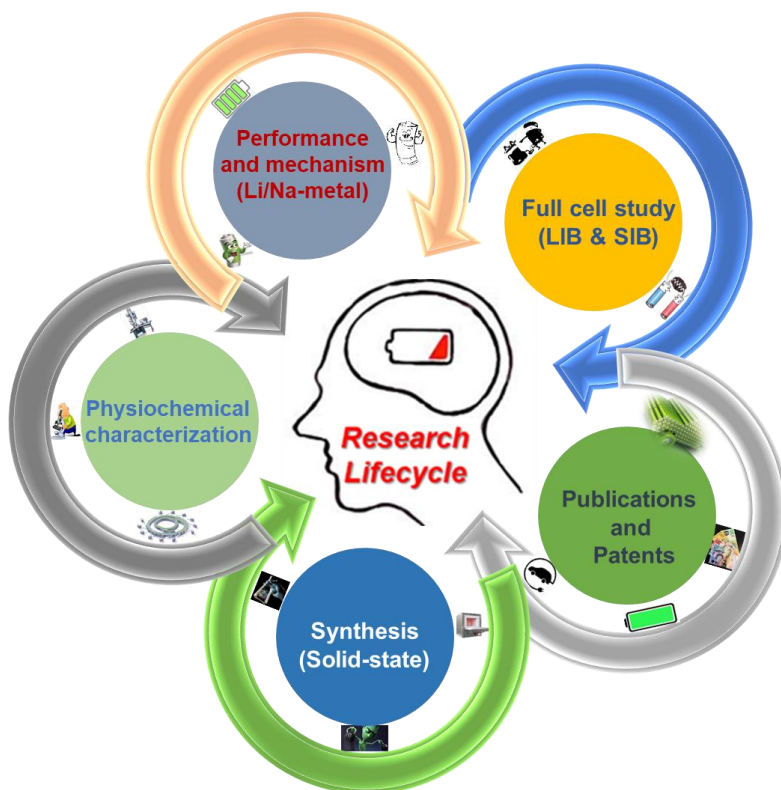 Performance
and mechanism
(Li/Na-metal)
Full cell study
(LIB & SIB)
Physiochemical
characterization
Research
Lifecycle
Publications
and
Patents
Synthesis
(Solid-state)